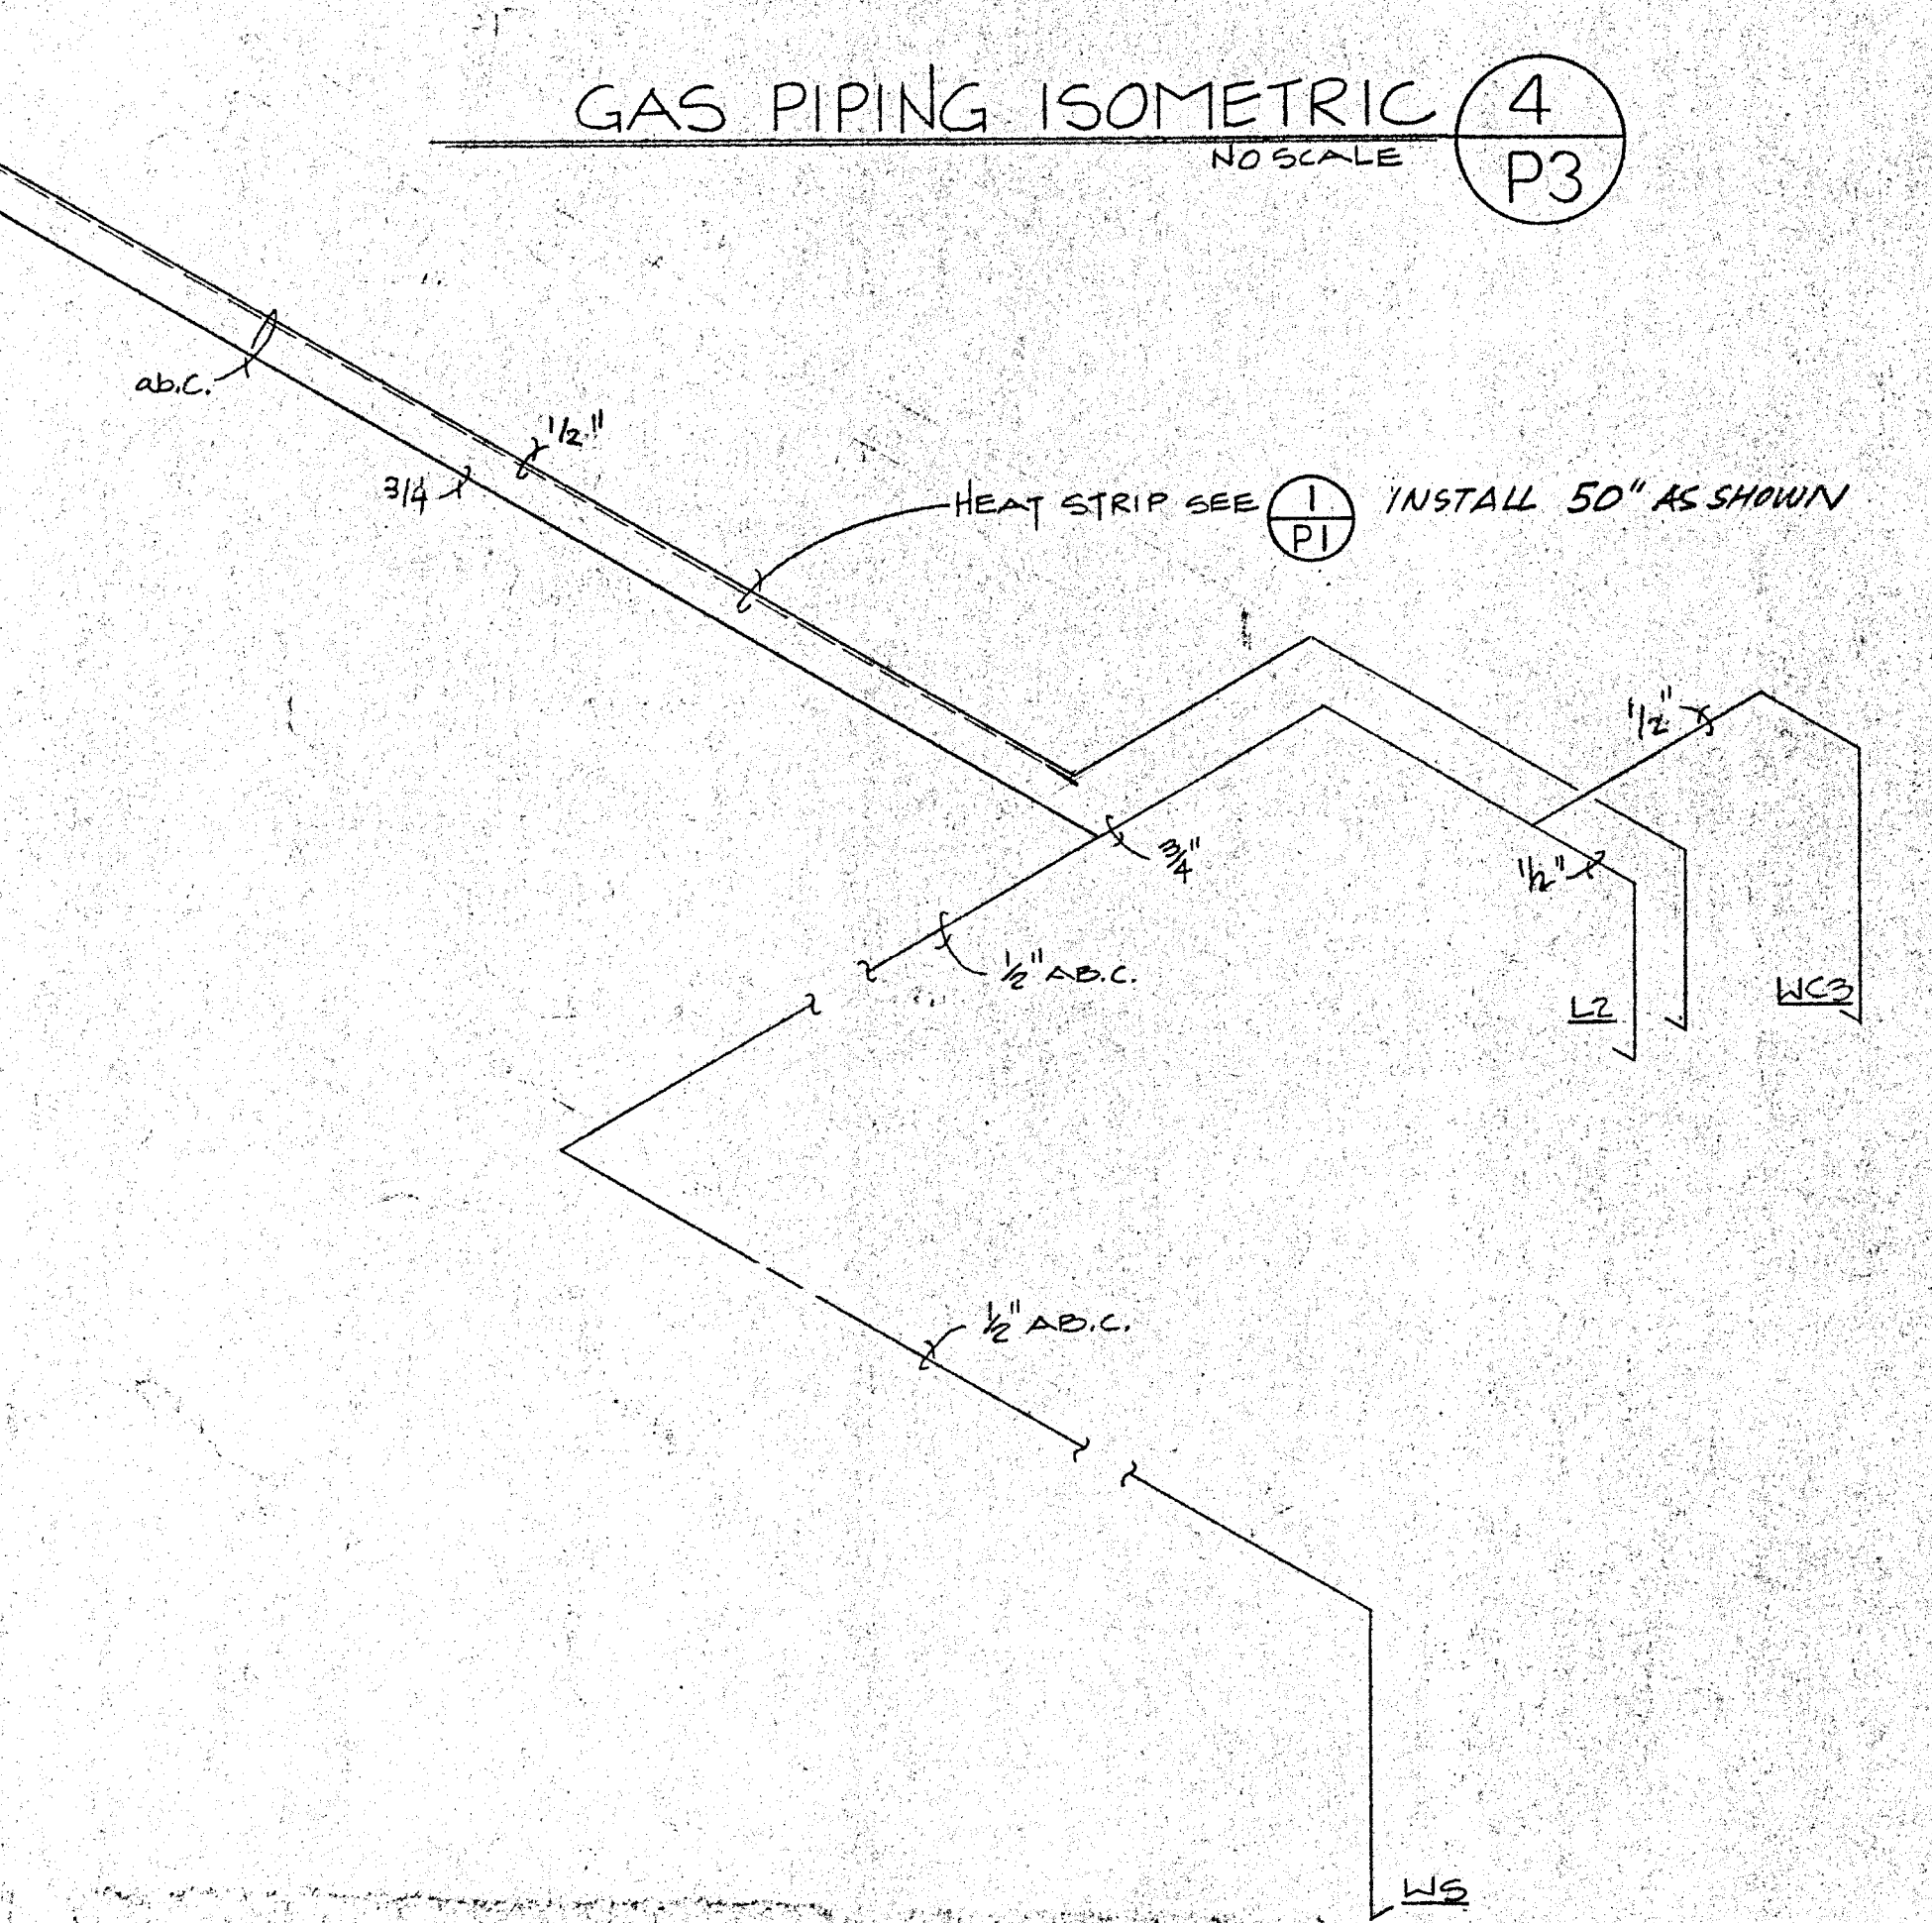 GAS PIPING ISOMETRIC
NO SCALE
4
P3
ab.c.
1/2"
3/4
HEAT STRIP SEE
1
P1
INSTALL 50" AS SHOWN
1/2"
3/4"
1/2"
1/2" AB.C.
L2
WC3
1/2" AB.C.
WS